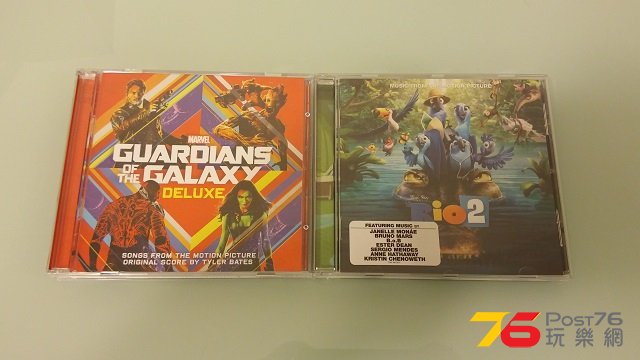 MARVEL
GUARDIANS
OF THE GALAXY
DELUXE
SONGS FROM THE MOTION PICTURE
ORIGINAL SCORE BY TYLER BATES
MUSIC FROM THE MOTION PICTURE
Rio 2
FEATURING MUSIC BY
JANELLE MONÁE
BRUNO MARS
B.o.B
ESTER DEAN
SERGIO MENDES
ANNE HATHAWAY
KRISTIN CHENOWETH
76 POST76
玩樂網